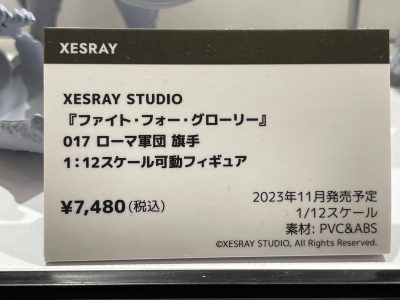 XESRAY
XESRAY STUDIO
『ファイト・フォー・グローリー』
017 ローマ軍団 旗手
1:12スケール可動フィギュア
¥7,480(税込)
2023年11月発売予定
1/12スケール
素材: PVC&ABS
©XESRAY STUDIO, All Rights Reserved.